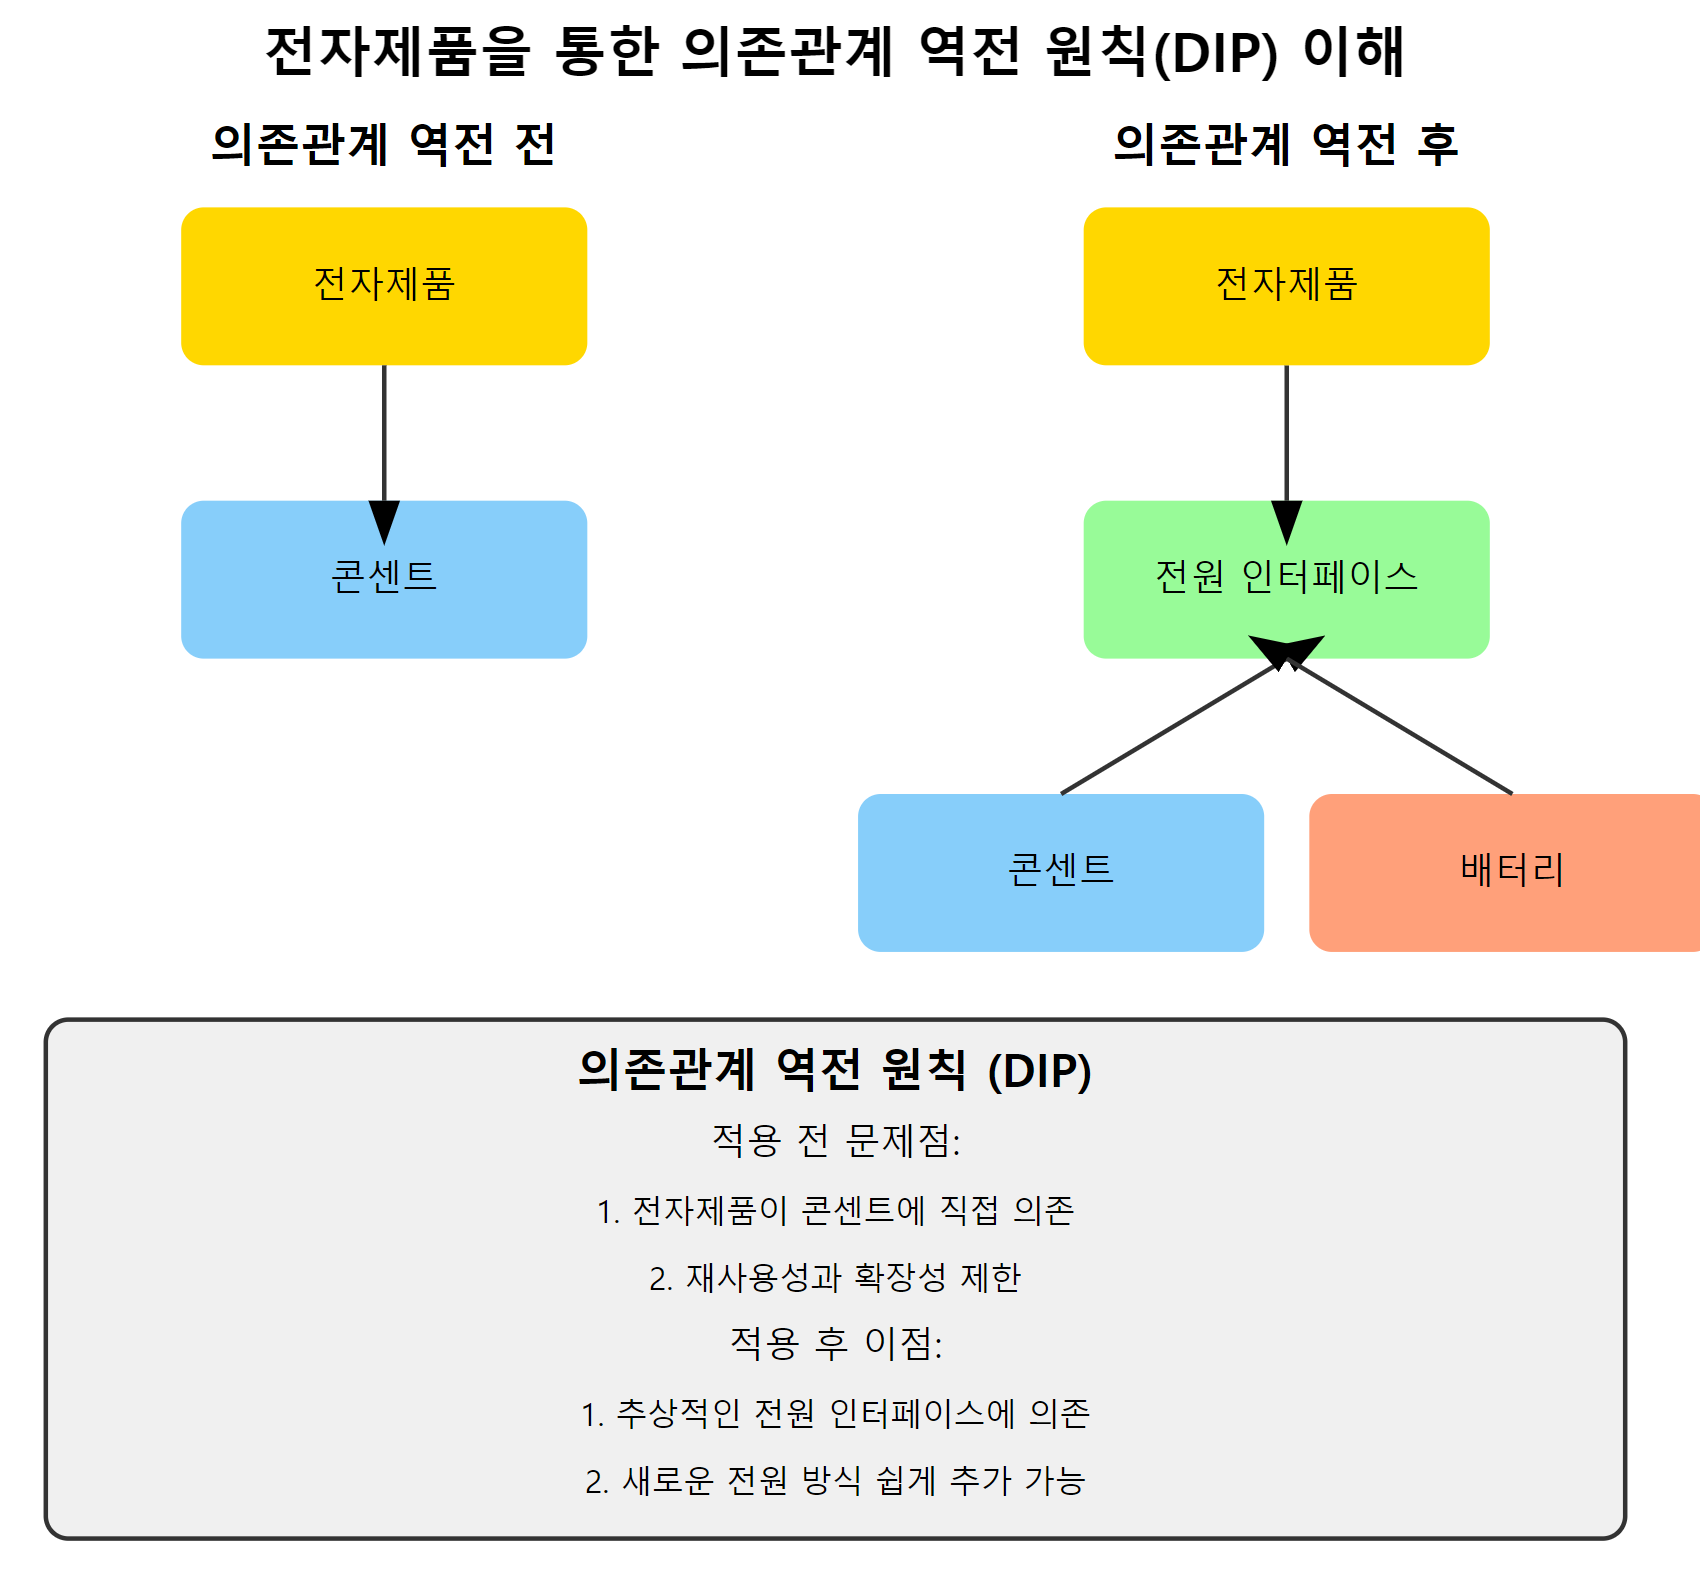 전자제품을 통한 의존관계 역전 원칙(DIP) 이해
의존관계 역전 전
전자제품
콘센트
의존관계 역전 후
전자제품
전원 인터페이스
콘센트
배터리
의존관계 역전 원칙 (DIP)
적용 전 문제점:
1. 전자제품이 콘센트에 직접 의존
2. 재사용성과 확장성 제한
적용 후 이점:
1. 추상적인 전원 인터페이스에 의존
2. 새로운 전원 방식 쉽게 추가 가능